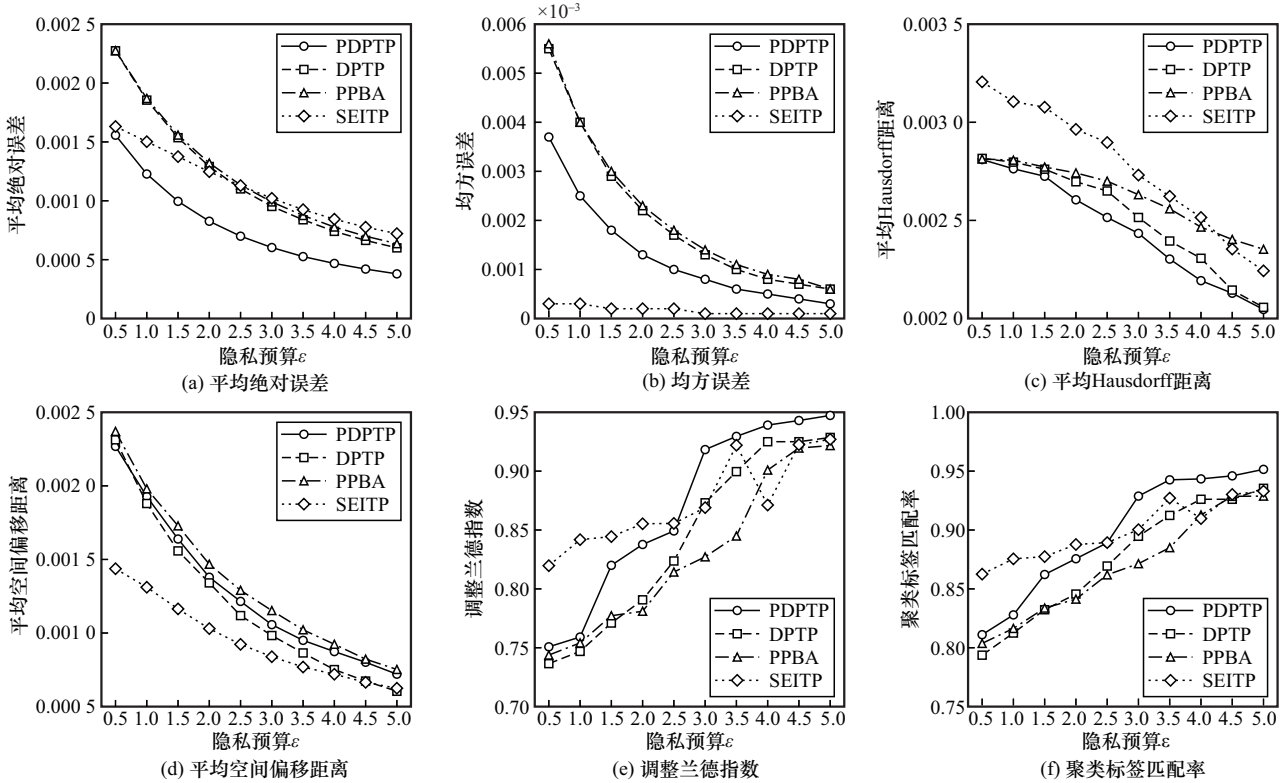 0.002 5
0.002 0
0.001 5
0.001 0
0.000 5
0
平均绝对误差
PDPTP
DPTP
PPBA
SEITP
0.5 1.0 1.5 2.0 2.5 3.0 3.5 4.0 4.5 5.0
隐私预算ε
(a) 平均绝对误差
×10⁻³
0.006
0.005
0.004
0.003
0.002
0.001
0
均方误差
PDPTP
DPTP
PPBA
SEITP
0.5 1.0 1.5 2.0 2.5 3.0 3.5 4.0 4.5 5.0
隐私预算ε
(b) 均方误差
0.003 5
0.003 0
0.002 5
0.002 0
平均Hausdorff距离
PDPTP
DPTP
PPBA
SEITP
0.5 1.0 1.5 2.0 2.5 3.0 3.5 4.0 4.5 5.0
隐私预算ε
(c) 平均Hausdorff距离
0.002 5
0.002 0
0.001 5
0.001 0
0.000 5
平均空间偏移距离
PDPTP
DPTP
PPBA
SEITP
0.5 1.0 1.5 2.0 2.5 3.0 3.5 4.0 4.5 5.0
隐私预算ε
(d) 平均空间偏移距离
0.95
0.90
0.85
0.80
0.75
0.70
调整兰德指数
PDPTP
DPTP
PPBA
SEITP
0.5 1.0 1.5 2.0 2.5 3.0 3.5 4.0 4.5 5.0
隐私预算ε
(e) 调整兰德指数
1.00
0.95
0.90
0.85
0.80
0.75
聚类标签匹配率
PDPTP
DPTP
PPBA
SEITP
0.5 1.0 1.5 2.0 2.5 3.0 3.5 4.0 4.5 5.0
隐私预算ε
(f) 聚类标签匹配率